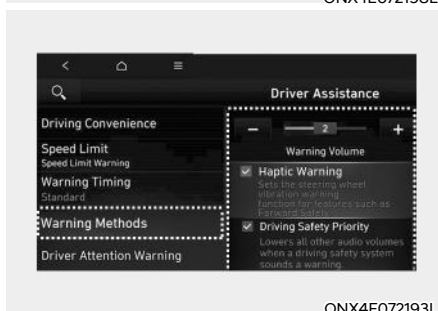 Driver Assistance
Driving Convenience
Speed Limit
Speed Limit Warning
Warning Timing
Standard
Warning Methods
Driver Attention Warning
− 2 +
Warning Volume
Haptic Warning
Sets the steering wheel
vibration warning
function for features such as
Forward Safety.
Driving Safety Priority
Lowers all other audio volumes
when a driving safety system
sounds a warning.